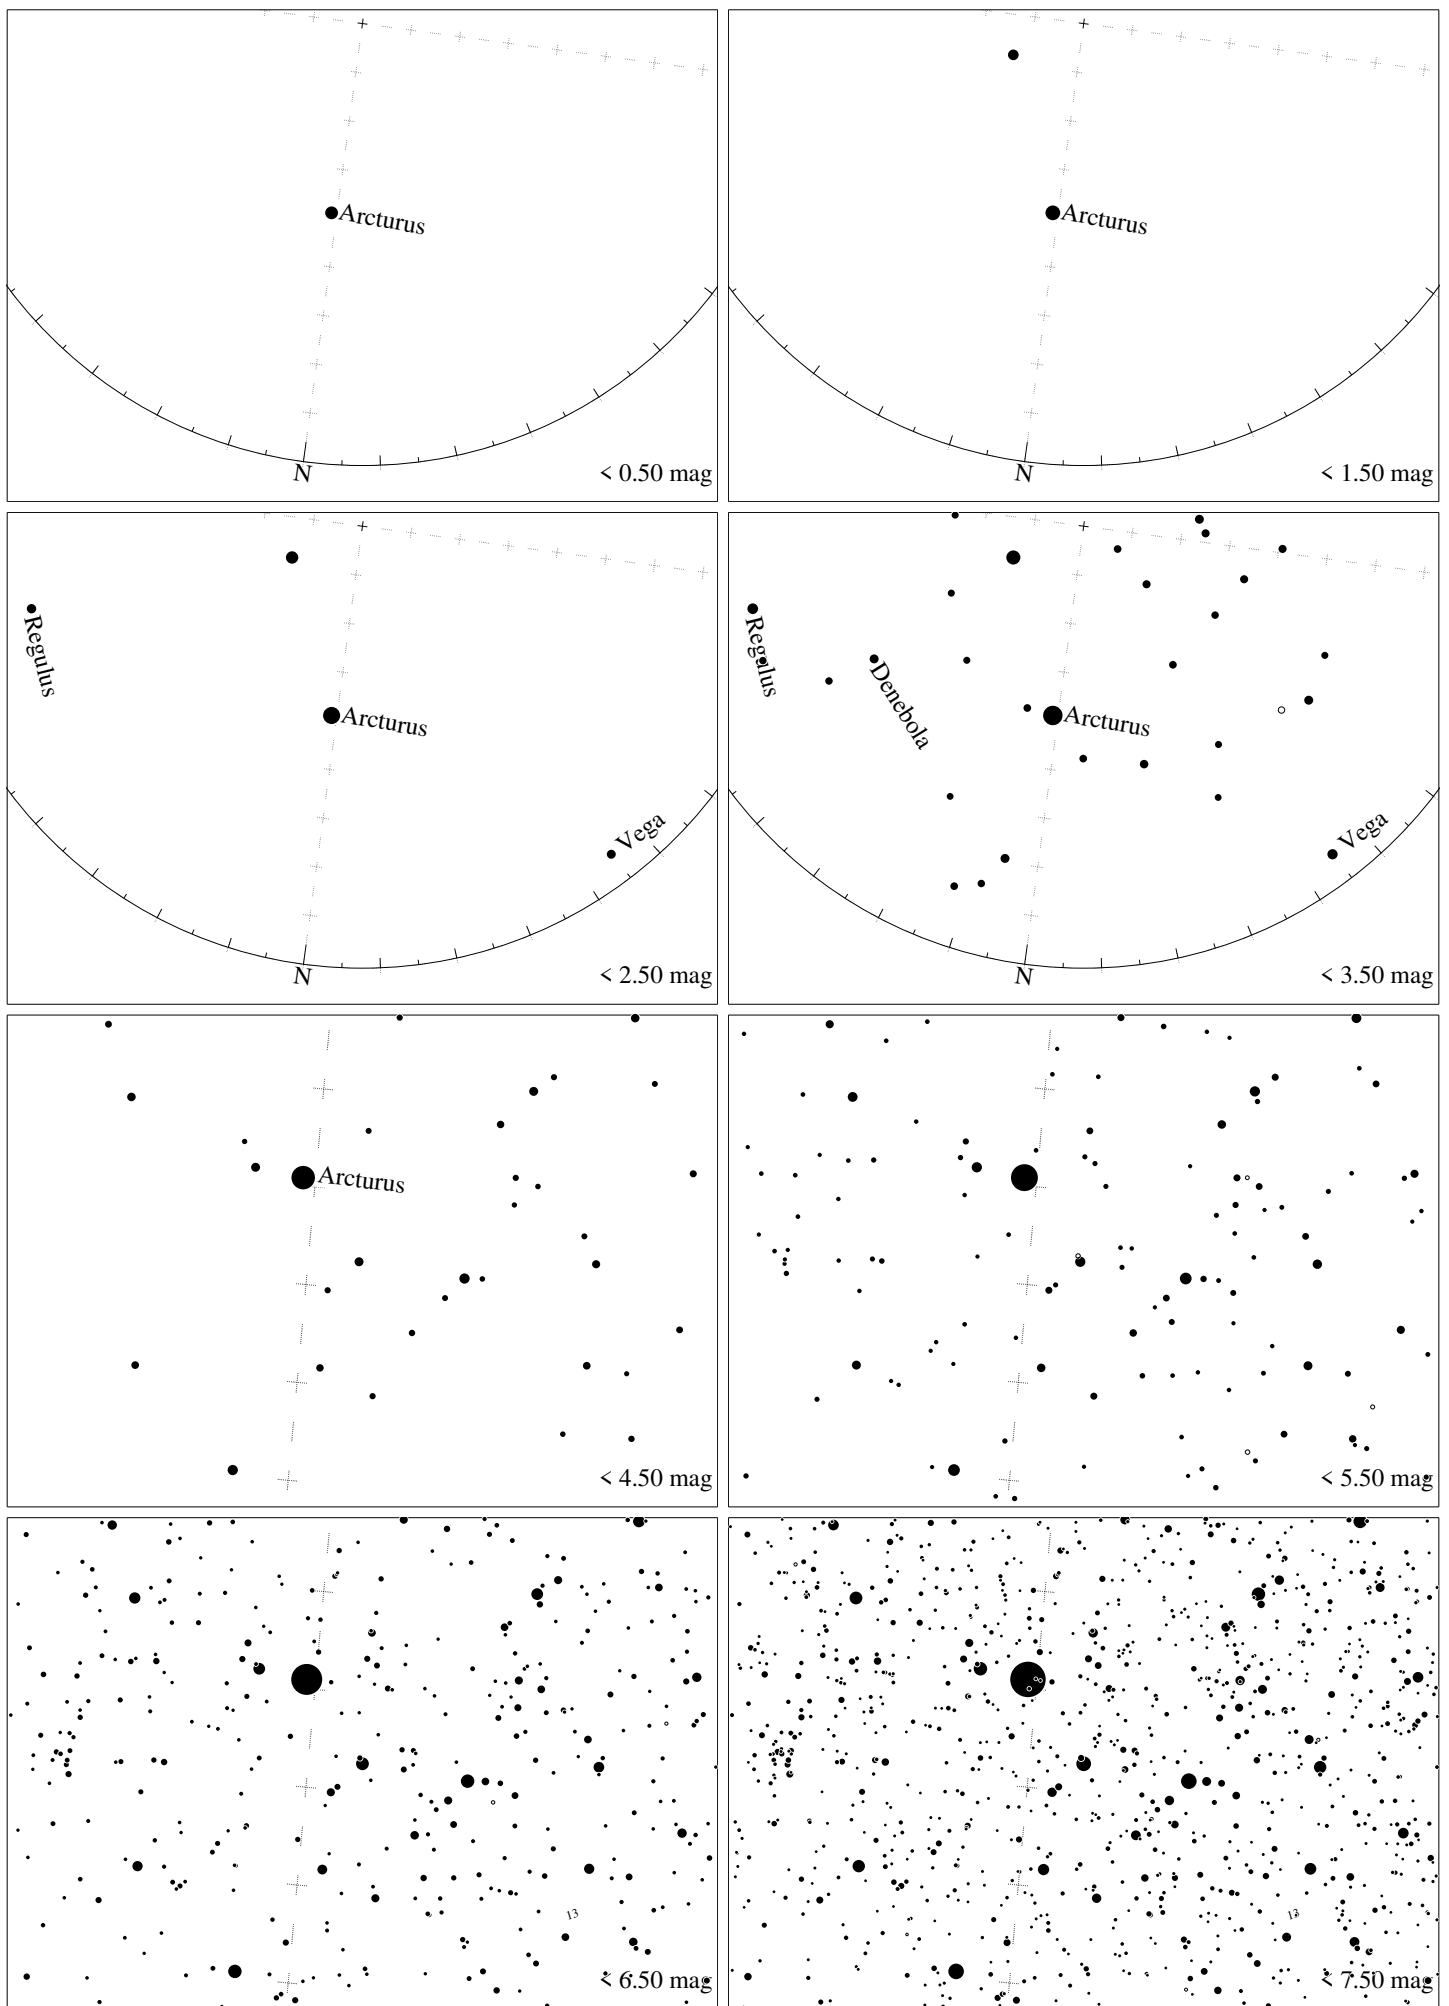 Arcturus
N
< 0.50 mag
Arcturus
N
< 1.50 mag
Regulus
Arcturus
Vega
N
< 2.50 mag
Regulus
Denebola
Arcturus
Vega
N
< 3.50 mag
Arcturus
< 4.50 mag
< 5.50 mag
13
< 6.50 mag
13
< 7.50 mag